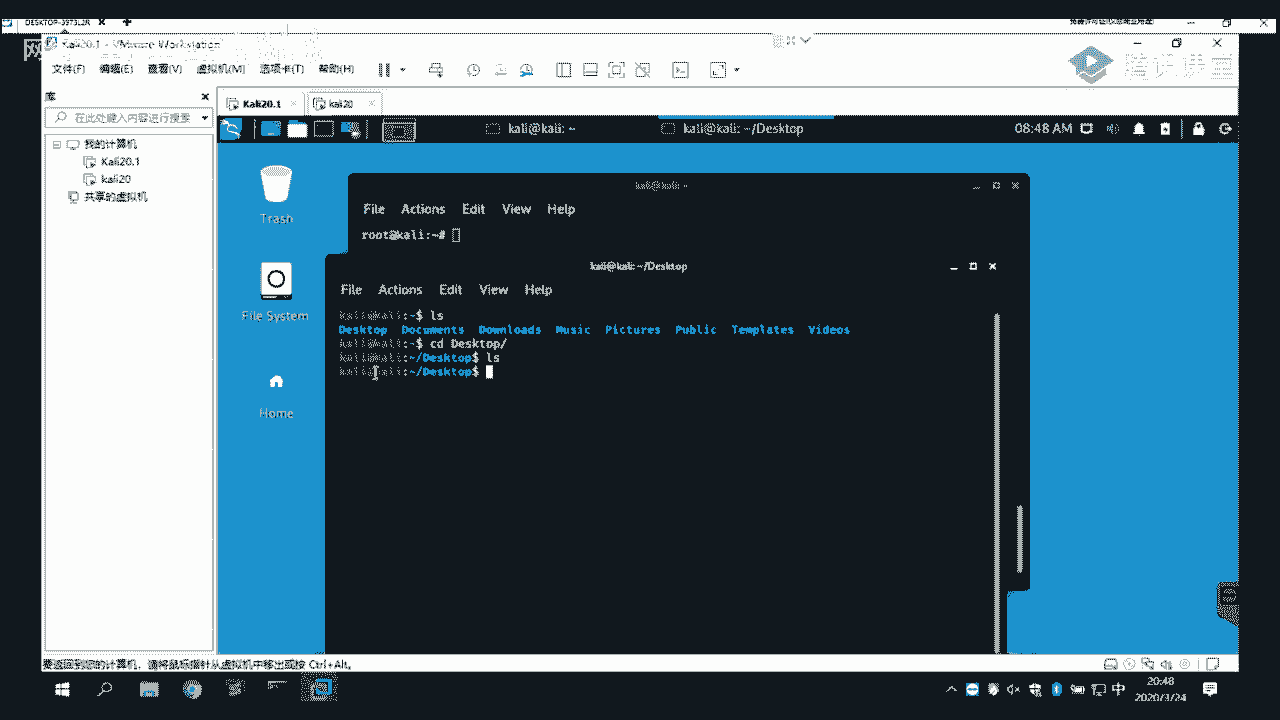 DESKTOP-3973L2R
Kali20.1 - VMware Workstation
文件(F) 编辑(E) 查看(V) 虚拟机(M) 选项卡(T) 帮助(H)
腾讯课堂
库
在此处键入内容进行搜索
我的计算机
Kali20.1
kali20
共享的虚拟机
Kali20.1 kali20
kali@kali: ~ kali@kali: ~/Desktop 08:48 AM
Trash
File System
Home
kali@kali: ~
File Actions Edit View Help
root@kali:~#
kali@kali: ~/Desktop
File Actions Edit View Help
kali@kali:~$ ls
Desktop Documents Downloads Music Pictures Public Templates Videos
kali@kali:~$ cd Desktop/
kali@kali:~/Desktop$ ls
kali@kali:~/Desktop$
要返回到您的计算机，请将鼠标指针从虚拟机中移出或按 Ctrl+Alt。
中
20:48
2020/3/24